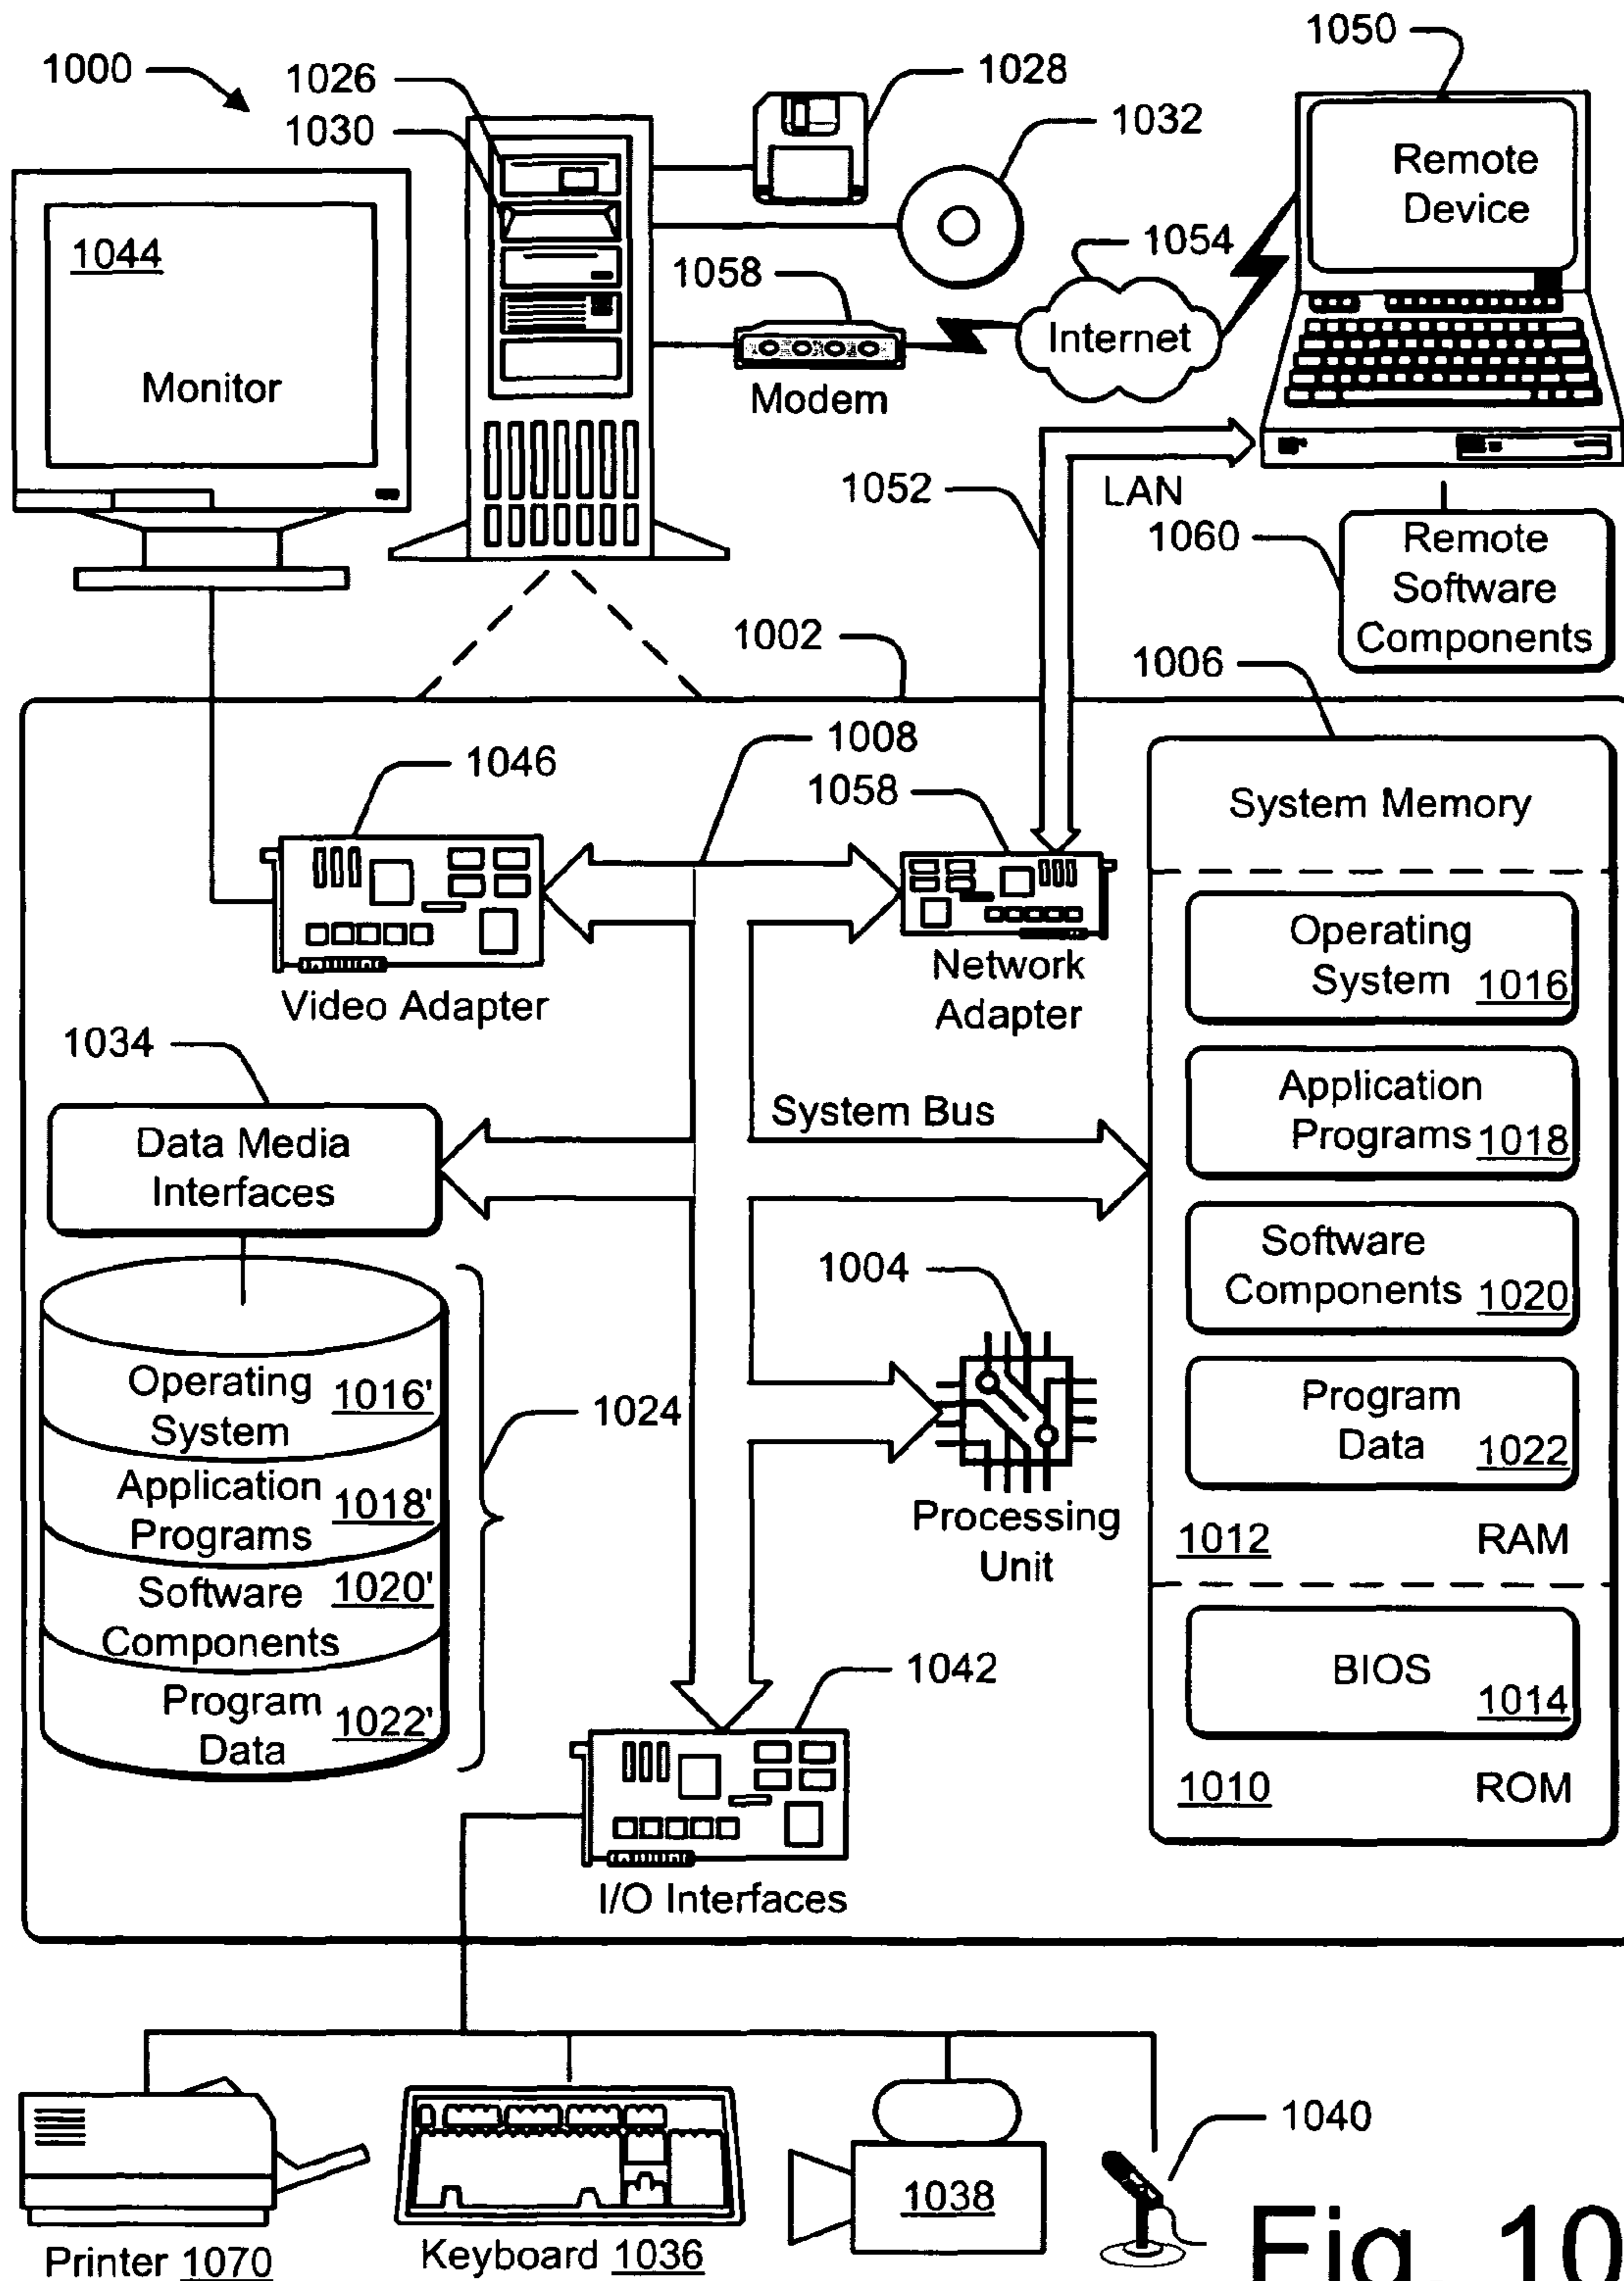 1000
1026
1030
1028
1032
1050
1044
Monitor
1058
Modem
1054
Internet
Remote
Device
1052
LAN
1060
Remote
Software
Components
1002
1006
1008
1046
Video Adapter
1058
Network
Adapter
System Memory
Operating
System 1016
Application
Programs 1018
Software
Components 1020
Program
Data 1022
1012 RAM
BIOS
1014
1010 ROM
1034
Data Media
Interfaces
System Bus
1004
Processing
Unit
Operating
System 1016'
Application
Programs 1018'
Software
Components 1020'
Program
Data 1022'
1024
1042
I/O Interfaces
Printer 1070
Keyboard 1036
1038
1040
Fig. 10